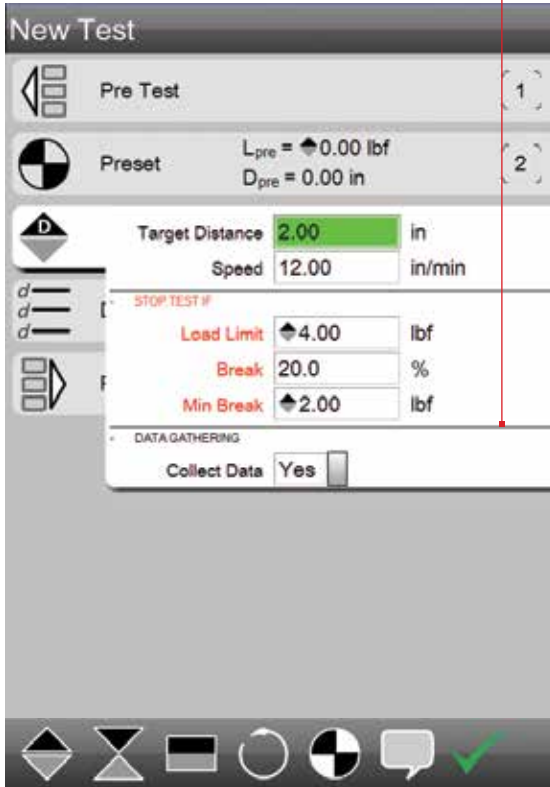 New Test
Pre Test 1
Preset Lpre = 0.00 lbf 2
Dpre = 0.00 in
D
Target Distance 2.00 in
Speed 12.00 in/min
d
d
d
D
STOP TEST IF
Load Limit 4.00 lbf
Break 20.0 %
Min Break 2.00 lbf
DATA GATHERING
Collect Data Yes